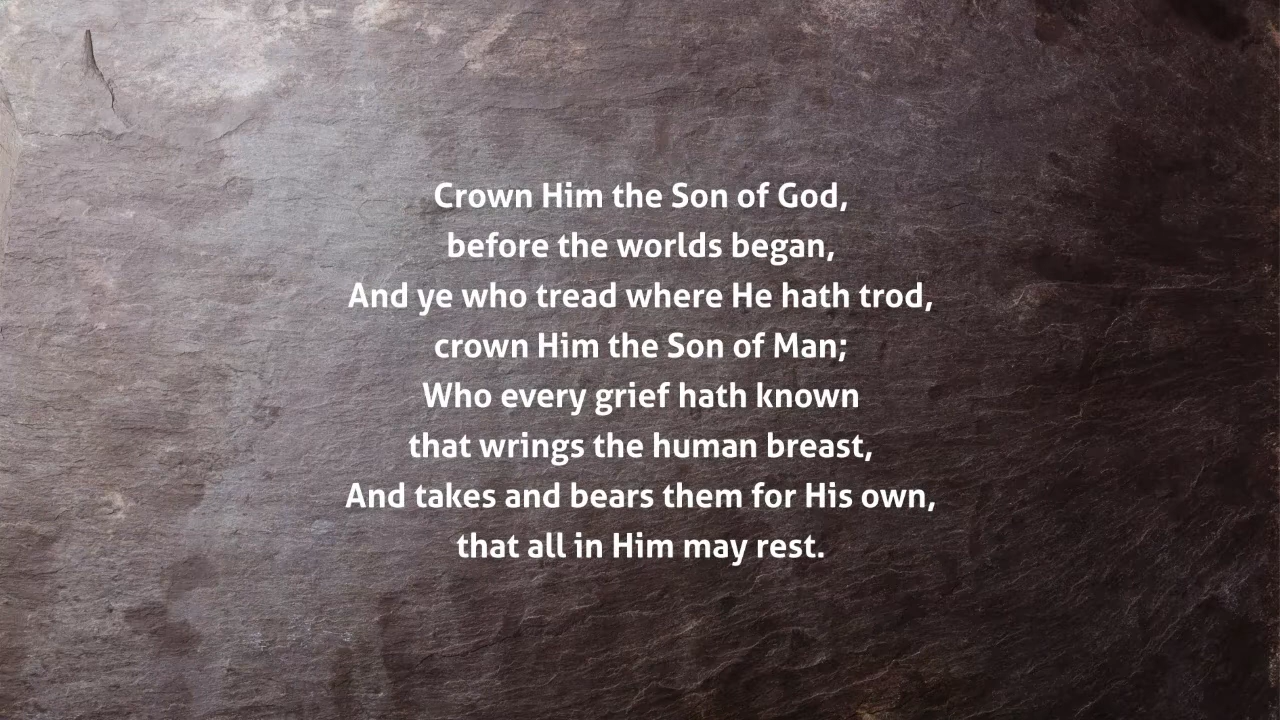 Crown Him the Son of God,
before the worlds began,
And ye who tread where He hath trod,
crown Him the Son of Man;
Who every grief hath known
that wrings the human breast,
And takes and bears them for His own,
that all in Him may rest.